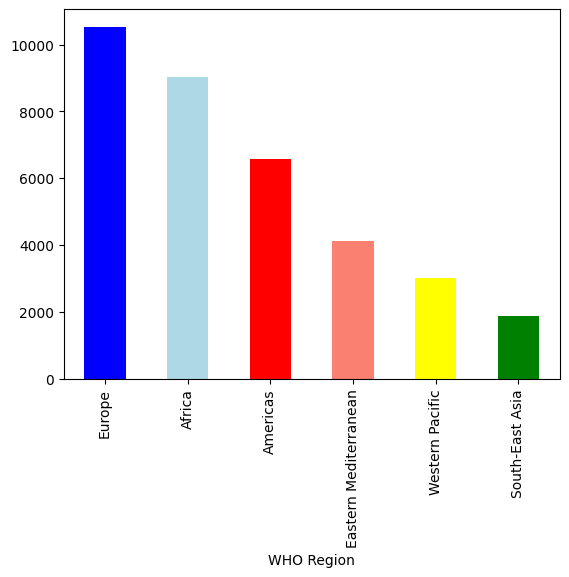 10000
8000
6000
4000
2000
0
Europe
Africa
Americas
Eastern Mediterranean
Western Pacific
South-East Asia
WHO Region